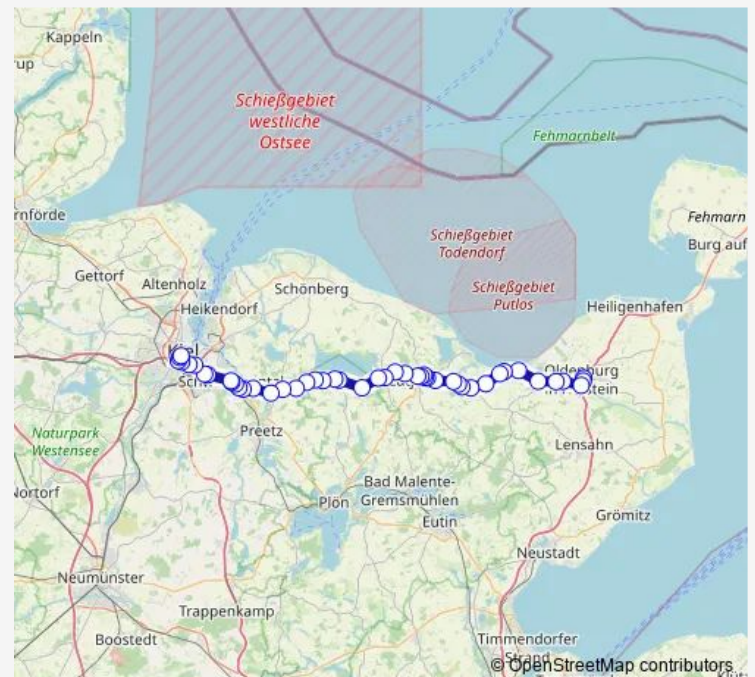 Kappeln
rup
Schießgebiet
westliche
Ostsee
Fehmarnbelt
rnförde
Fehmarn
Burg auf
Schießgebiet
Todendorf
Gettorf
Altenholz
Schönberg
Schießgebiet
Putlos
Heikendorf
Heiligenhafen
Kiel
Oldenburg
Preetz
Naturpark
Westensee
Lensahn
Bad Malente-
Gremsmühlen
Nortorf
Plön
Eutin
Grömitz
Neustadt
Neumünster
Trappenkamp
Boostedt
Timmendorfer
Strand
© OpenStreetMap contributors